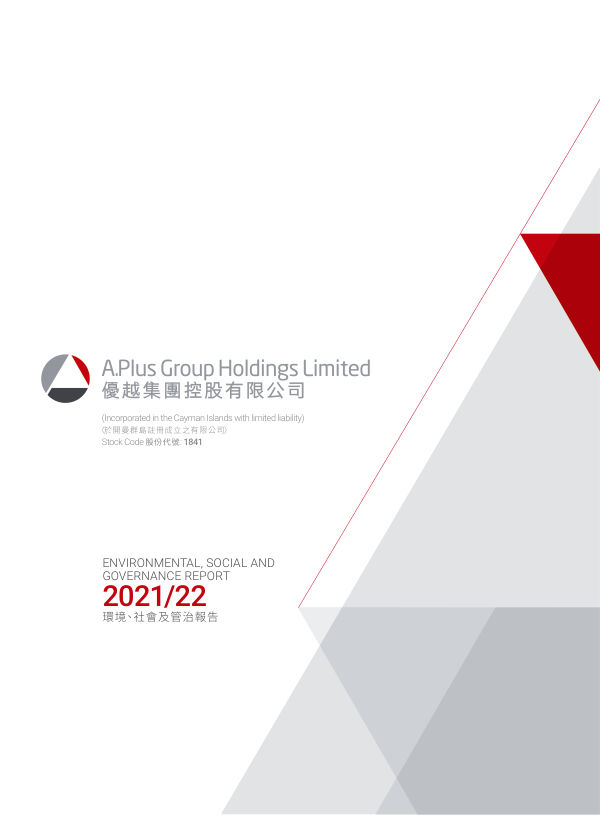 A.Plus Group Holdings Limited
優越集團控股有限公司
(Incorporated in the Cayman Islands with limited liability)
(於開曼群島註冊成立之有限公司)
Stock Code 股份代號: 1841
ENVIRONMENTAL, SOCIAL AND
GOVERNANCE REPORT
2021/22
環境、社會及管治報告